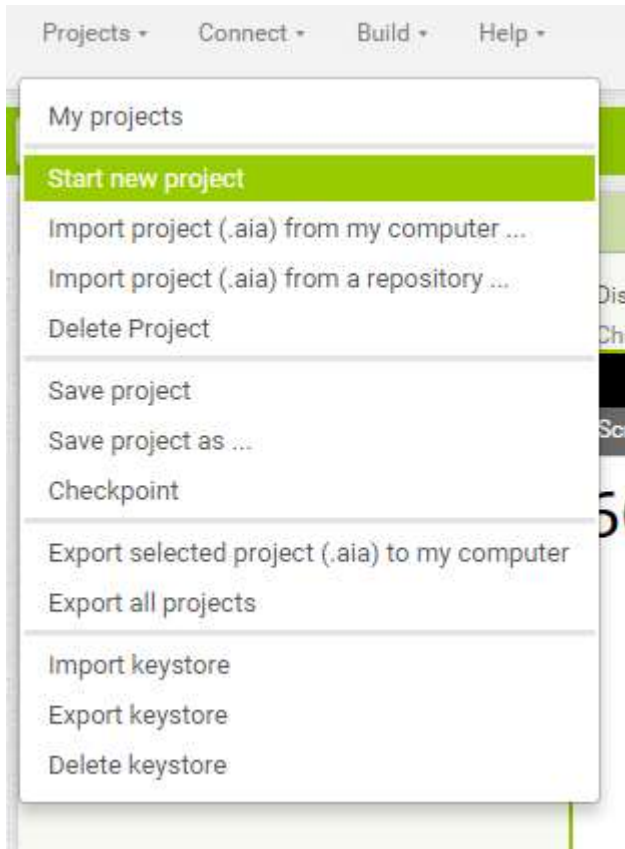 Projects Connect Build Help
My projects
Start new project
Import project (.aia) from my computer ...
Import project (.aia) from a repository ...
Delete Project
Save project
Save project as ...
Checkpoint
Export selected project (.aia) to my computer
Export all projects
Import keystore
Export keystore
Delete keystore